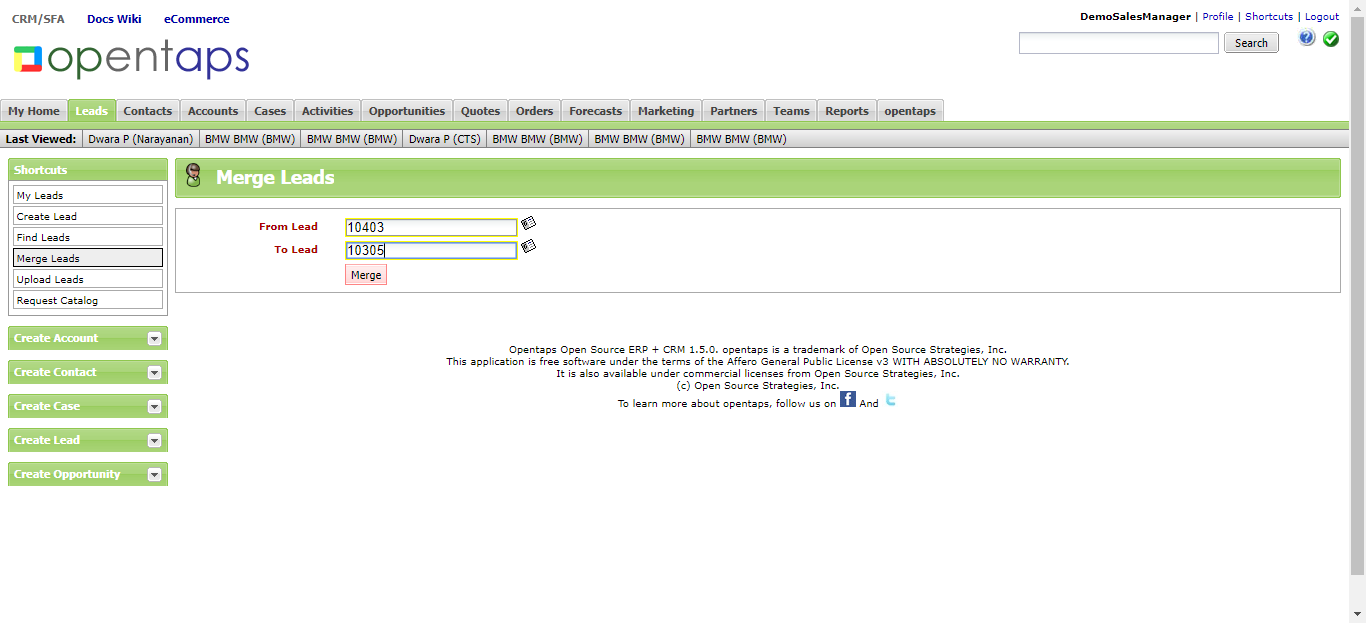 CRM/SFA Docs Wiki eCommerce
DemoSalesManager | Profile | Shortcuts | Logout
opentaps
Search
My Home Leads Contacts Accounts Cases Activities Opportunities Quotes Orders Forecasts Marketing Partners Teams Reports opentaps
Last Viewed: Dwara P (Narayanan) BMW BMW (BMW) BMW BMW (BMW) Dwara P (CTS) BMW BMW (BMW) BMW BMW (BMW) BMW BMW (BMW)
Shortcuts
My Leads
Create Lead
Find Leads
Merge Leads
Upload Leads
Request Catalog
Create Account
Create Contact
Create Case
Create Lead
Create Opportunity
Merge Leads
From Lead 10403
To Lead 10305
Merge
Opentaps Open Source ERP + CRM 1.5.0. opentaps is a trademark of Open Source Strategies, Inc.
This application is free software under the terms of the Affero General Public License v3 WITH ABSOLUTELY NO WARRANTY.
It is also available under commercial licenses from Open Source Strategies, Inc.
(c) Open Source Strategies, Inc.
To learn more about opentaps, follow us on f And t